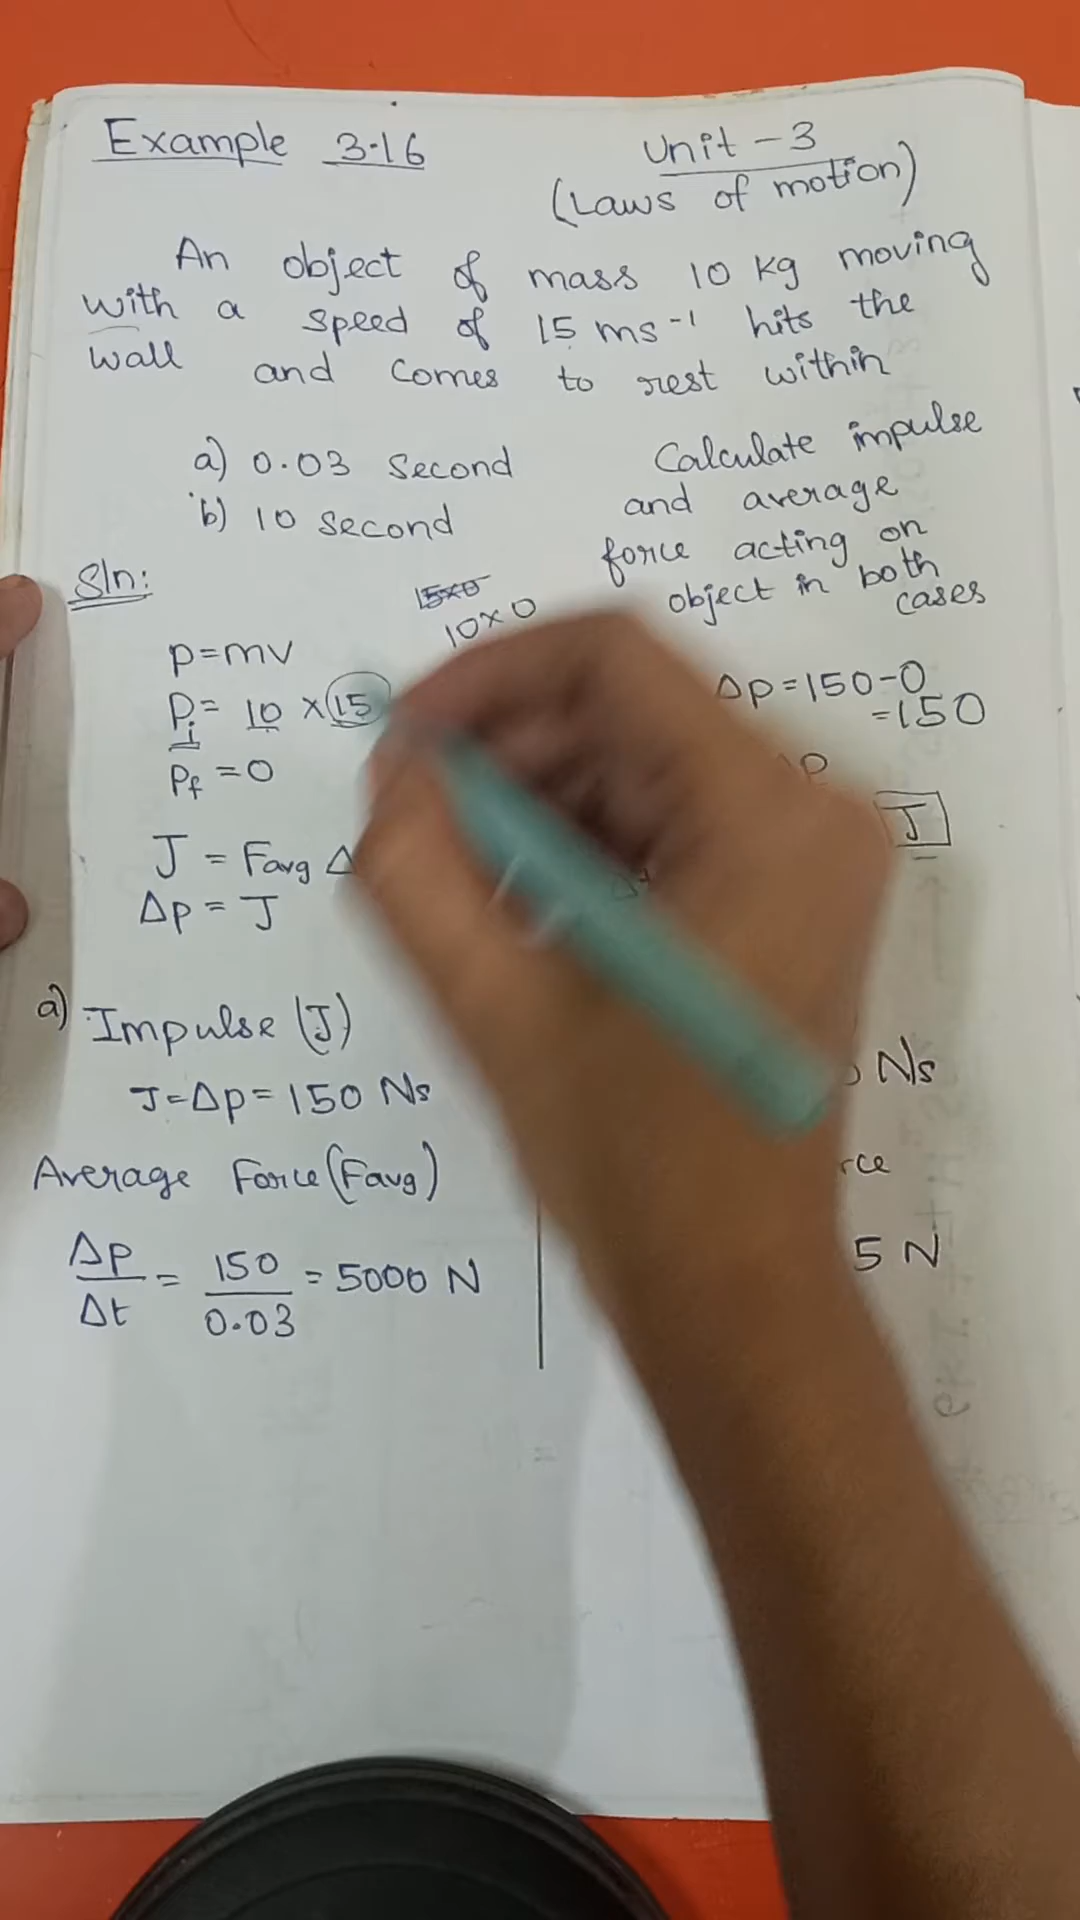 Example 3.16
Unit - 3
(Laws of motion)
An object of mass 10 kg moving
with a speed of 15 ms⁻¹ hits the
wall and comes to rest within
a) 0.03 second
b) 10 second
Calculate impulse
and average
force acting on
object in both
cases
Sln:
15x0
10x0
p=mv
Pi = 10 x 15
Pf = 0
J = Favg Δ
Δp = J
Δp = 150-0
=150
J
a) Impulse (J)
J=Δp= 150 Ns
Average Force (Favg)
Δp/Δt = 150/0.03 = 5000 N
Ns
5 N